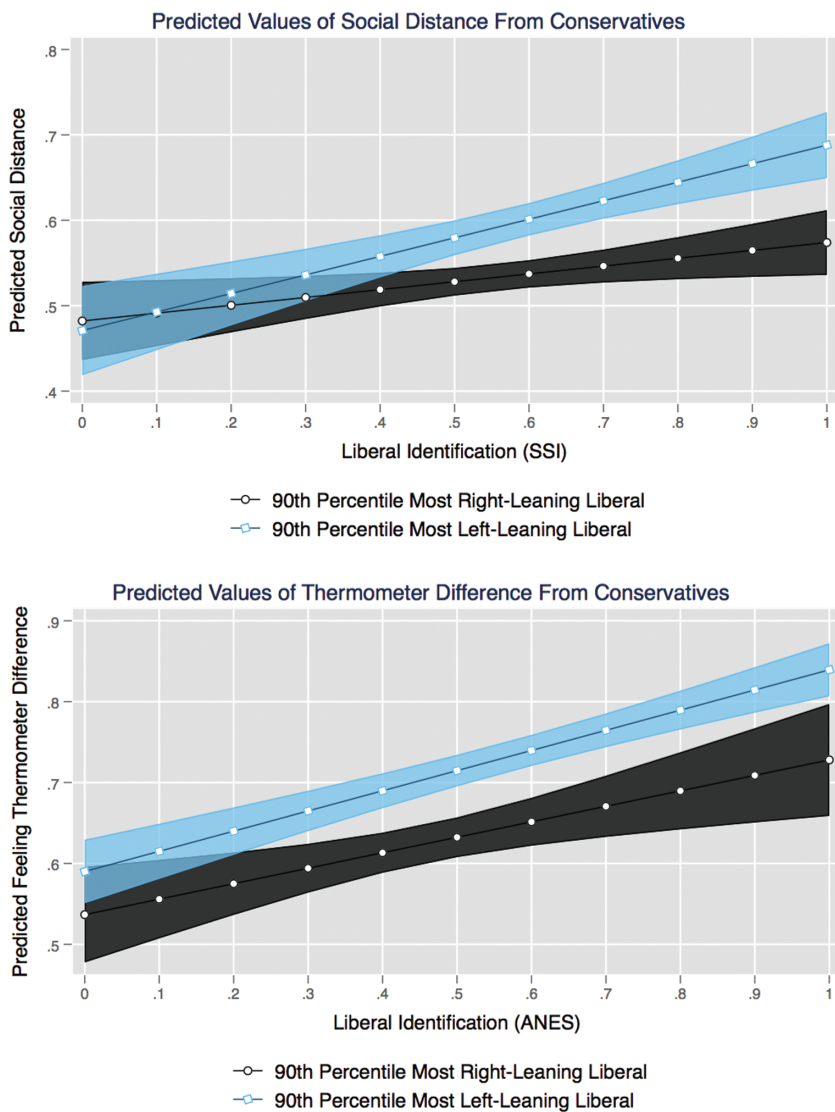 Predicted Values of Social Distance From Conservatives
Predicted Social Distance
.8
.7
.6
.5
.4
0 .1 .2 .3 .4 .5 .6 .7 .8 .9 1
Liberal Identification (SSI)
90th Percentile Most Right-Leaning Liberal
90th Percentile Most Left-Leaning Liberal
Predicted Values of Thermometer Difference From Conservatives
Predicted Feeling Thermometer Difference
.9
.8
.7
.6
.5
0 .1 .2 .3 .4 .5 .6 .7 .8 .9 1
Liberal Identification (ANES)
90th Percentile Most Right-Leaning Liberal
90th Percentile Most Left-Leaning Liberal